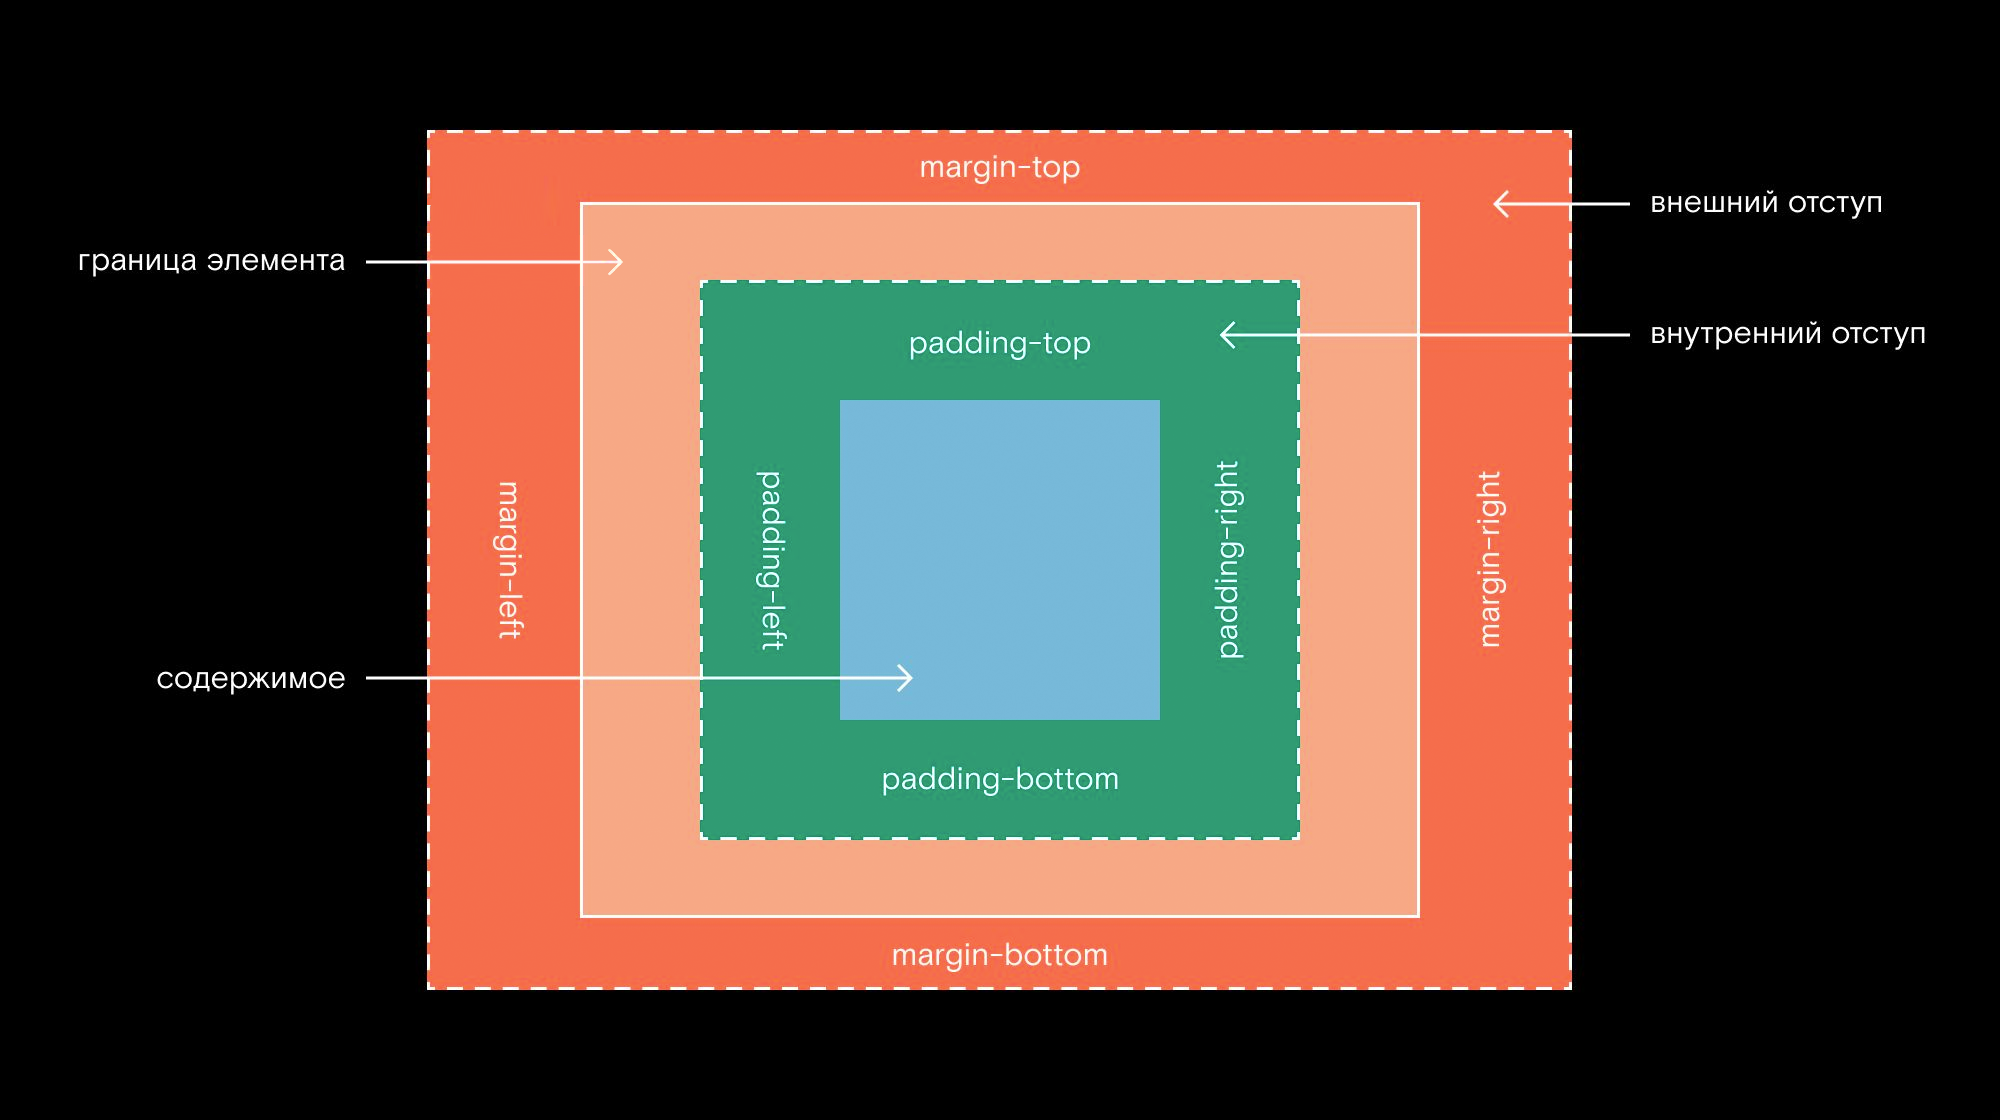 margin-top
внешний отступ
граница элемента
внутренний отступ
padding-top
margin-left
padding-left
padding-right
margin-right
содержимое
padding-bottom
margin-bottom